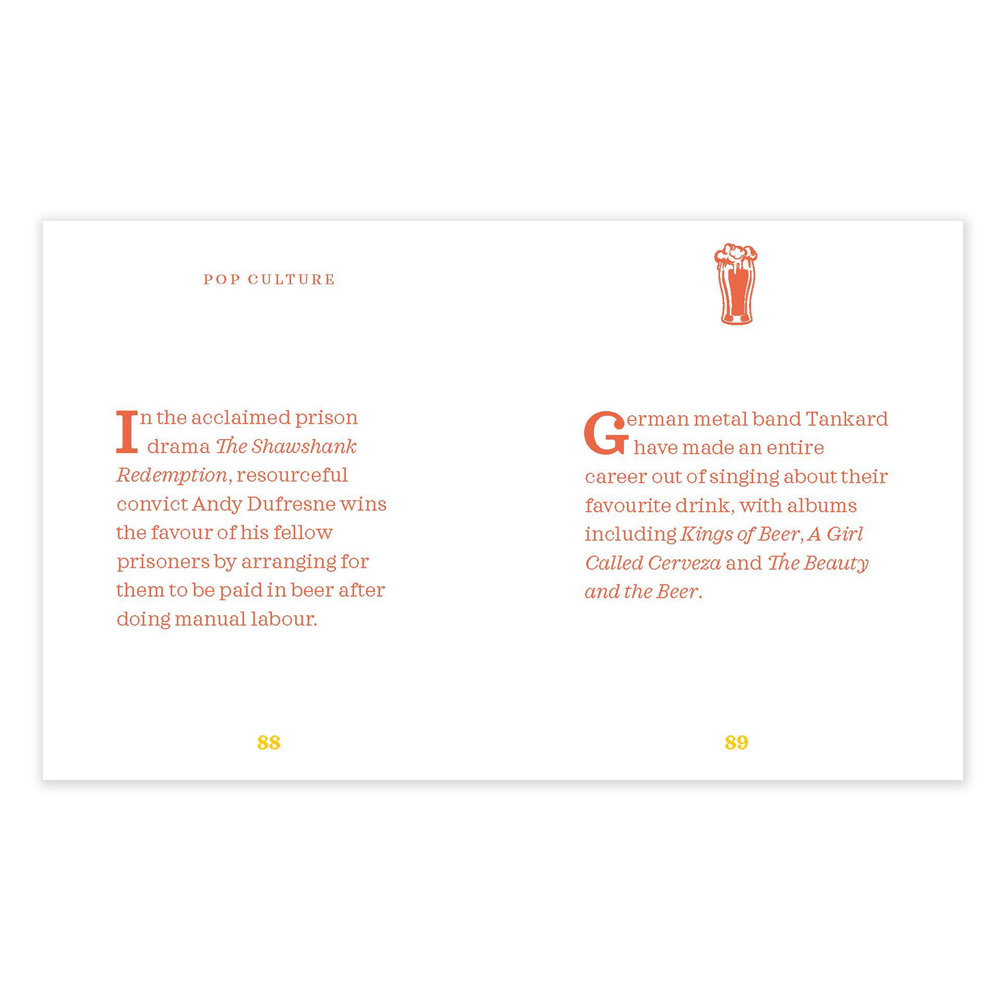 POP CULTURE
In the acclaimed prison
drama The Shawshank
Redemption, resourceful
convict Andy Dufresne wins
the favour of his fellow
prisoners by arranging for
them to be paid in beer after
doing manual labour.
88
German metal band Tankard
have made an entire
career out of singing about their
favourite drink, with albums
including Kings of Beer, A Girl
Called Cerveza and The Beauty
and the Beer.
89